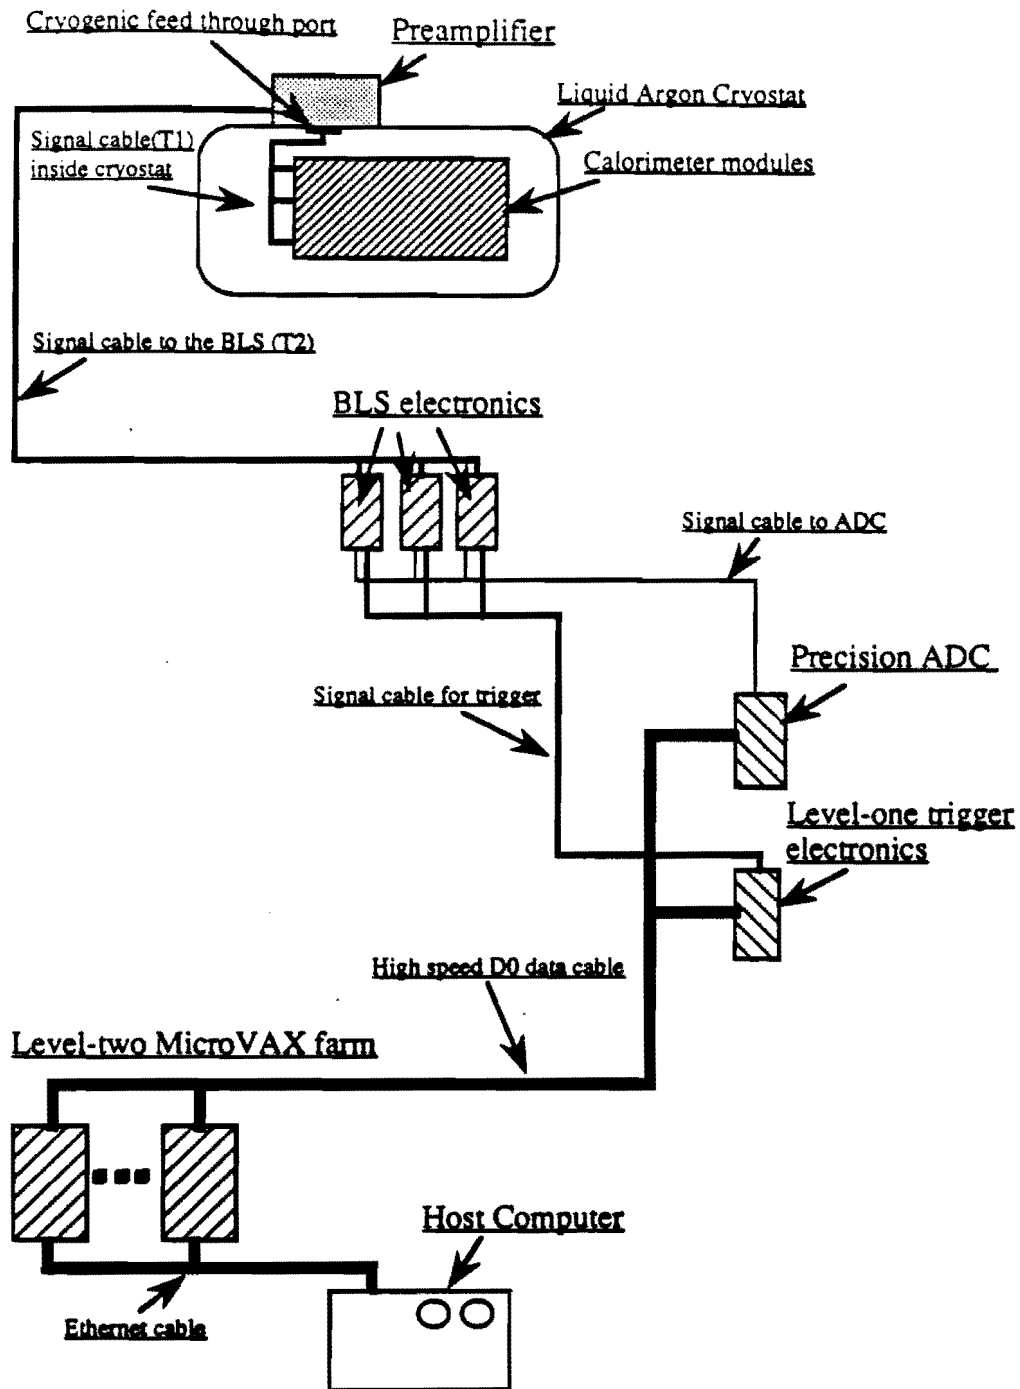 Cryogenic feed through port
Preamplifier
Liquid Argon Cryostat
Signal cable(T1)
inside cryostat
Calorimeter modules
Signal cable to the BLS (T2)
BLS electronics
Signal cable to ADC
Precision ADC
Signal cable for trigger
Level-one trigger
electronics
High speed D0 data cable
Level-two MicroVAX farm
Host Computer
Ethernet cable